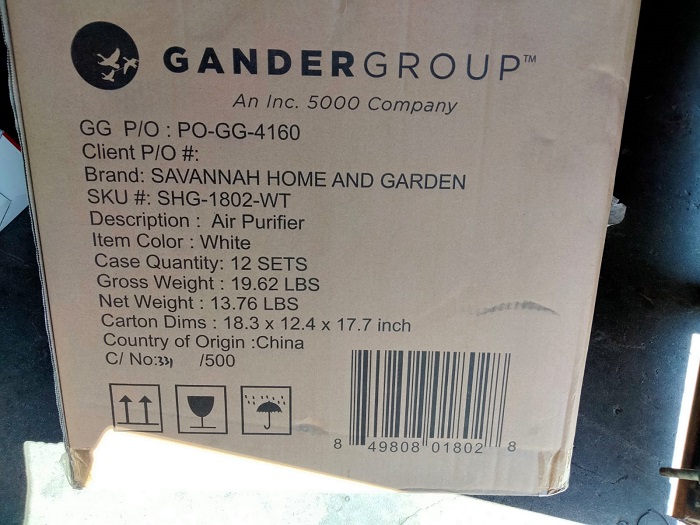 GANDERGROUP™
An Inc. 5000 Company
GG P/O : PO-GG-4160
Client P/O #:
Brand: SAVANNAH HOME AND GARDEN
SKU #: SHG-1802-WT
Description : Air Purifier
Item Color : White
Case Quantity: 12 SETS
Gross Weight : 19.62 LBS
Net Weight : 13.76 LBS
Carton Dims : 18.3 x 12.4 x 17.7 inch
Country of Origin :China
C/ No: /500
8 49808 01802 8